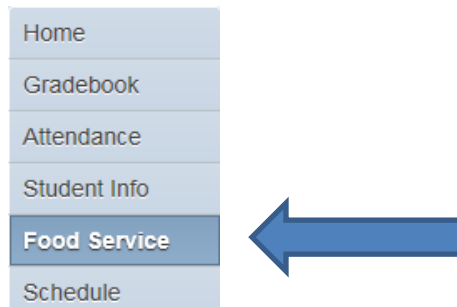 Home
Gradebook
Attendance
Student Info
Food Service
Schedule